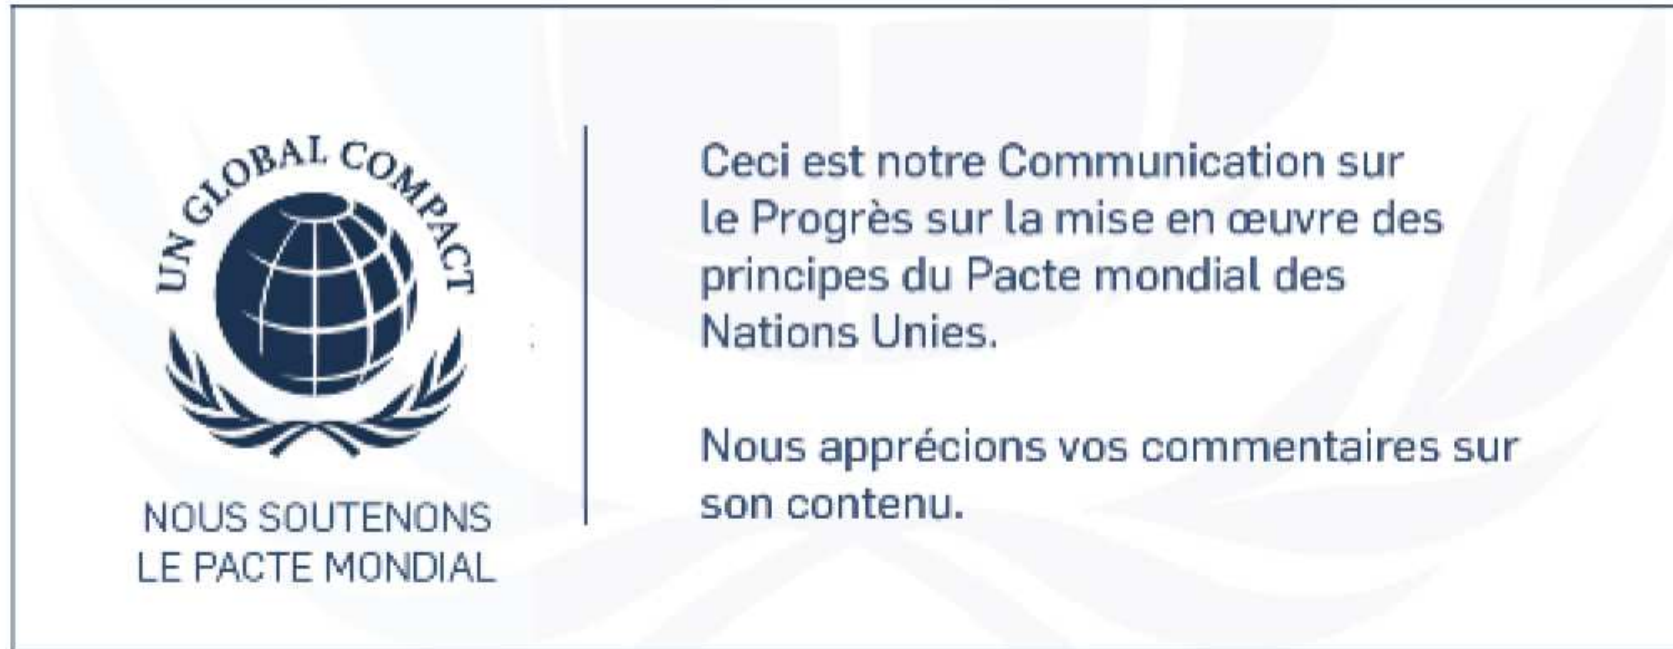 UN GLOBAL COMPACT
NOUS SOUTENONS
LE PACTE MONDIAL
Ceci est notre Communication sur
le Progrès sur la mise en œuvre des
principes du Pacte mondial des
Nations Unies.
Nous apprécions vos commentaires sur
son contenu.